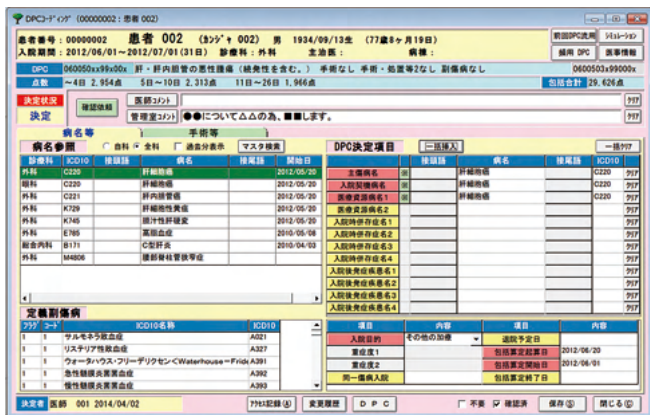 DPCｺｰﾃﾞｨﾝｸﾞ (00000002：患者 002)
患者番号：00000002 患者 002 (ｶﾝｼﾞｬ 002) 男 1934/09/13生 (77歳8ヶ月19日)
前回DPC流用 ｼﾐｭﾚｰｼｮﾝ
入院期間：2012/06/01～2012/07/01(31日) 診療科：外科 主治医： 病棟：
採用 DPC 医事情報
DPC 060050xx99x00x 肝・肝内胆管の悪性腫瘍（続発性を含む。） 手術なし 手術・処置等2なし 副傷病なし 0600503x99000x
点数 ～4日 2,954点 5日～10日 2,313点 11日～26日 1,966点 包括合計 29,626点
決定状況 確認依頼 医師ｺﾒﾝﾄ ｸﾘｱ
決定 管理室ｺﾒﾝﾄ ●●について△△の為、■■します。 ｸﾘｱ
病名等 手術等
病名参照 自科 全科 過去分表示 マスタ検索
診療科 ICD10 接頭語 病名 接尾語 開始日
外科 C220 肝細胞癌 2012/05/20
眼科 C220 肝細胞癌 2012/05/20
外科 C221 肝内胆管癌 2012/05/20
外科 K729 肝細胞性黄疸 2012/05/20
外科 K745 胆汁性肝硬変 2012/05/20
外科 E785 高脂血症 2010/05/08
総合内科 B171 C型肝炎 2010/04/03
外科 M4806 腰部脊柱管狭窄症
定義副傷病
ﾌﾗｸﾞ ｺｰﾄﾞ ICD10名称 ICD10
1 1 サルモネラ敗血症 A021
1 1 リステリア性敗血症 A327
1 1 ウォータハウス・フリーデリクセン<Waterhouse－Fride A391
1 1 急性髄膜炎菌菌血症 A392
1 1 慢性髄膜炎菌菌血症 A393
DPC決定項目 一括挿入 一括ｸﾘｱ
接頭語 病名 接尾語 ICD10
主傷病名 肝細胞癌 C220 ｸﾘｱ
入院契機病名 肝細胞癌 C220 ｸﾘｱ
医療資源病名1 肝細胞癌 C220 ｸﾘｱ
医療資源病名2 ｸﾘｱ
入院時併存症名1 ｸﾘｱ
入院時併存症名2 ｸﾘｱ
入院時併存症名3 ｸﾘｱ
入院時併存症名4 ｸﾘｱ
入院後発症疾患名1 ｸﾘｱ
入院後発症疾患名2 ｸﾘｱ
入院後発症疾患名3 ｸﾘｱ
入院後発症疾患名4 ｸﾘｱ
項目 内容 項目 内容
入院目的 その他の加療 退院予定日
重症度1 包括算定起算日 2012/06/20
重症度2 包括算定開始日 2012/06/01
同一傷病入院 包括算定終了日
決定者 医師 001 2014/04/02 ｱｸｾｽ記録(A) 変更履歴 DPC 不要 確認済 保存(S) 閉じる(C)